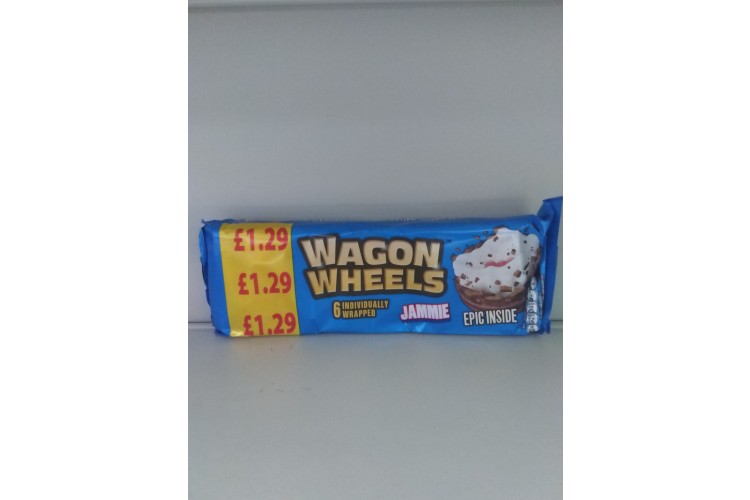 £1.29
£1.29
£1.29
WAGON
WHEELS
6 INDIVIDUALLY
WRAPPED
JAMMIE
EPIC INSIDE